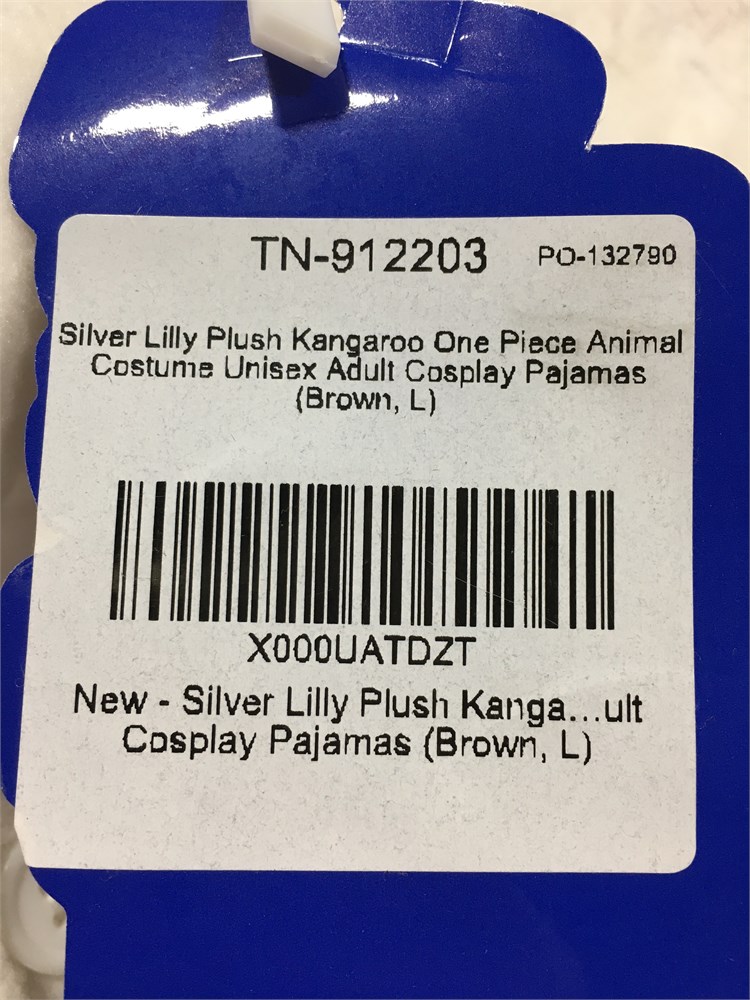 TN-912203 PO-132790
Silver Lilly Plush Kangaroo One Piece Animal
Costume Unisex Adult Cosplay Pajamas
(Brown, L)
X000UATDZT
New - Silver Lilly Plush Kanga...ult
Cosplay Pajamas (Brown, L)